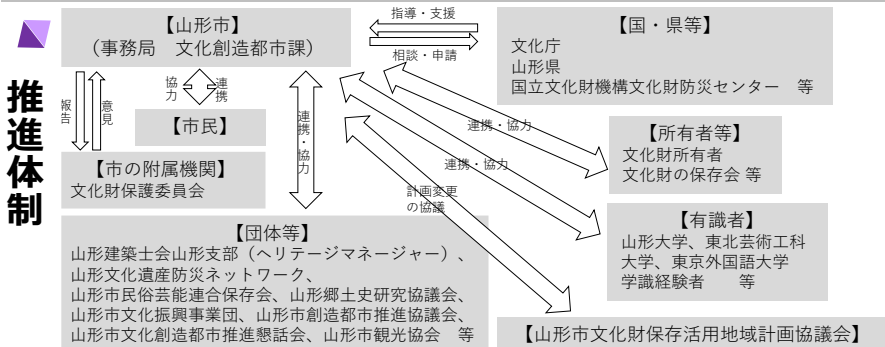 推進体制
【山形市】
（事務局　文化創造都市課）
指導・支援
相談・申請
【国・県等】
文化庁
山形県
国立文化財機構文化財防災センター　等
報告
意見
協力
連携
【市民】
【市の附属機関】
文化財保護委員会
連携・協力
連携・協力
【所有者等】
文化財所有者
文化財の保存会 等
連携・協力
【有識者】
山形大学、東北芸術工科
大学、東京外国語大学
学識経験者　　等
計画変更
の協議
【団体等】
山形建築士会山形支部（ヘリテージマネージャー）、
山形文化遺産防災ネットワーク、
山形市民俗芸能連合保存会、山形郷土史研究協議会、
山形市文化振興事業団、山形市創造都市推進協議会、
山形市文化創造都市推進懇話会、山形市観光協会　等
【山形市文化財保存活用地域計画協議会】